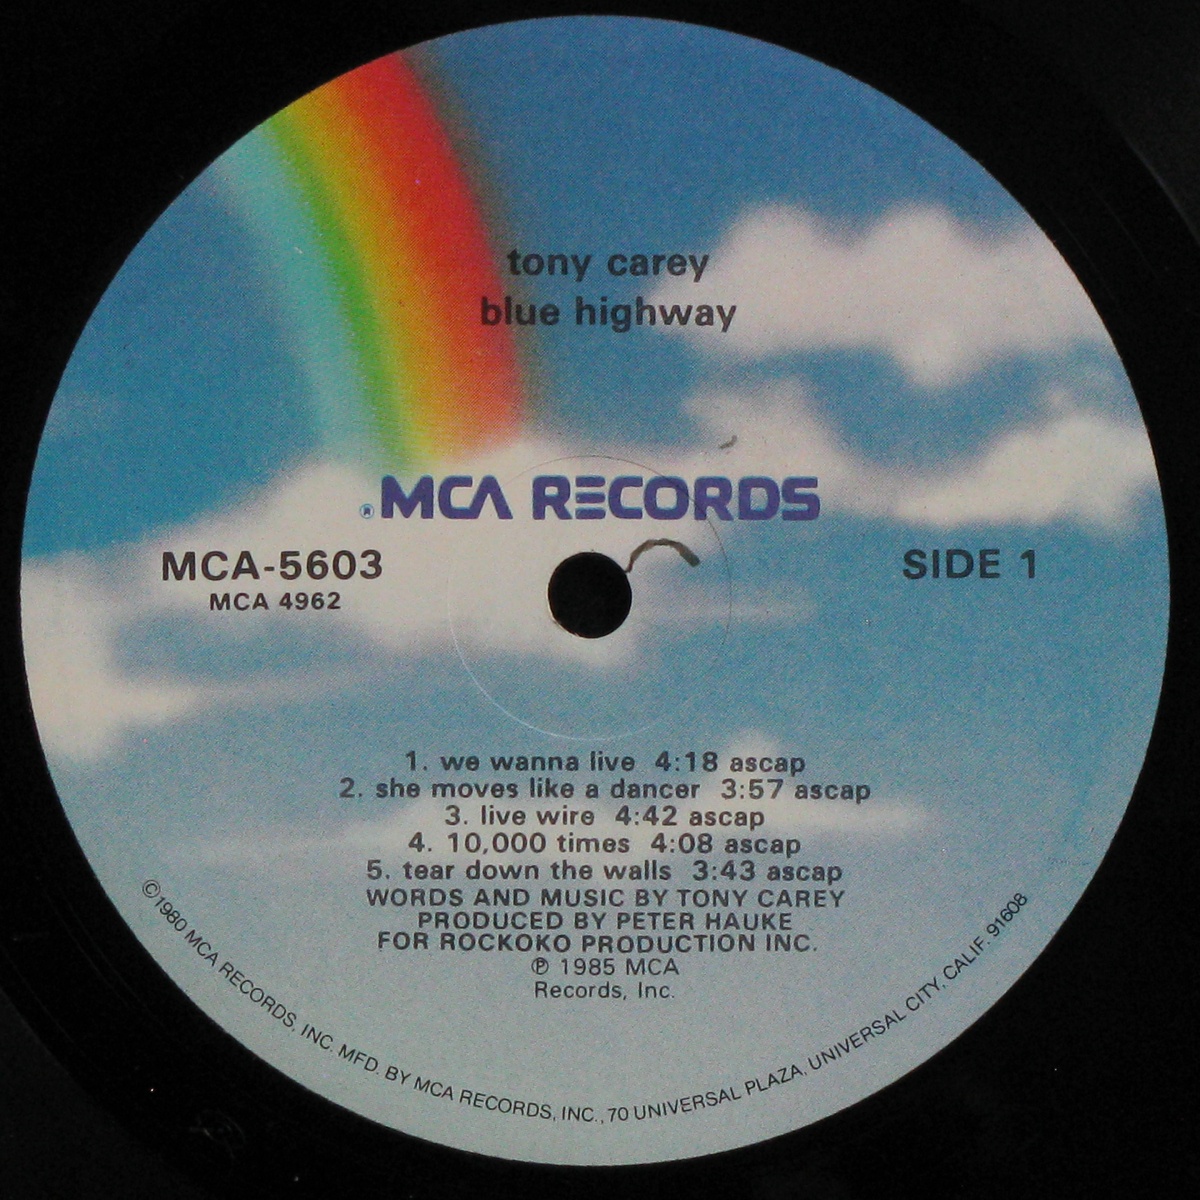 tony carey
blue highway
® MCA RECORDS
MCA-5603
MCA 4962
SIDE 1
1. we wanna live 4:18 ascap
2. she moves like a dancer 3:57 ascap
3. live wire 4:42 ascap
4. 10,000 times 4:08 ascap
5. tear down the walls 3:43 ascap
WORDS AND MUSIC BY TONY CAREY
PRODUCED BY PETER HAUKE
FOR ROCKOKO PRODUCTION INC.
℗ 1985 MCA
Records, Inc.
©1980 MCA RECORDS, INC. MFD. BY MCA RECORDS, INC., 70 UNIVERSAL PLAZA, UNIVERSAL CITY, CALIF. 91608